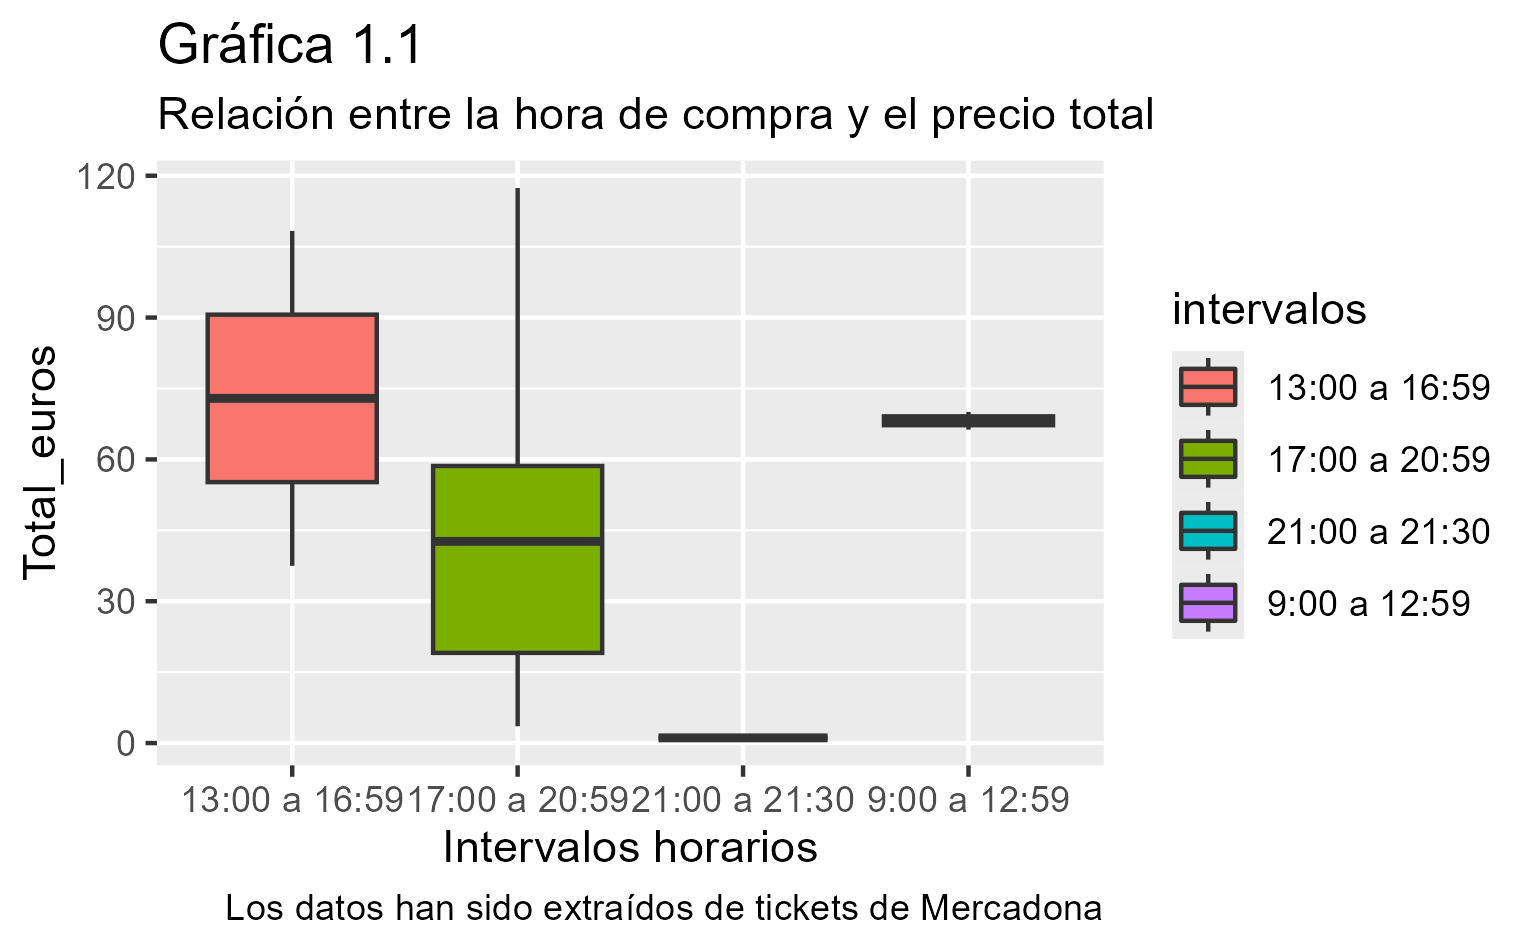 Gráfica 1.1
Relación entre la hora de compra y el precio total
120
90
60
30
0
Total_euros
13:00 a 16:59 17:00 a 20:59 21:00 a 21:30 9:00 a 12:59
Intervalos horarios
Los datos han sido extraídos de tickets de Mercadona
intervalos
13:00 a 16:59
17:00 a 20:59
21:00 a 21:30
9:00 a 12:59